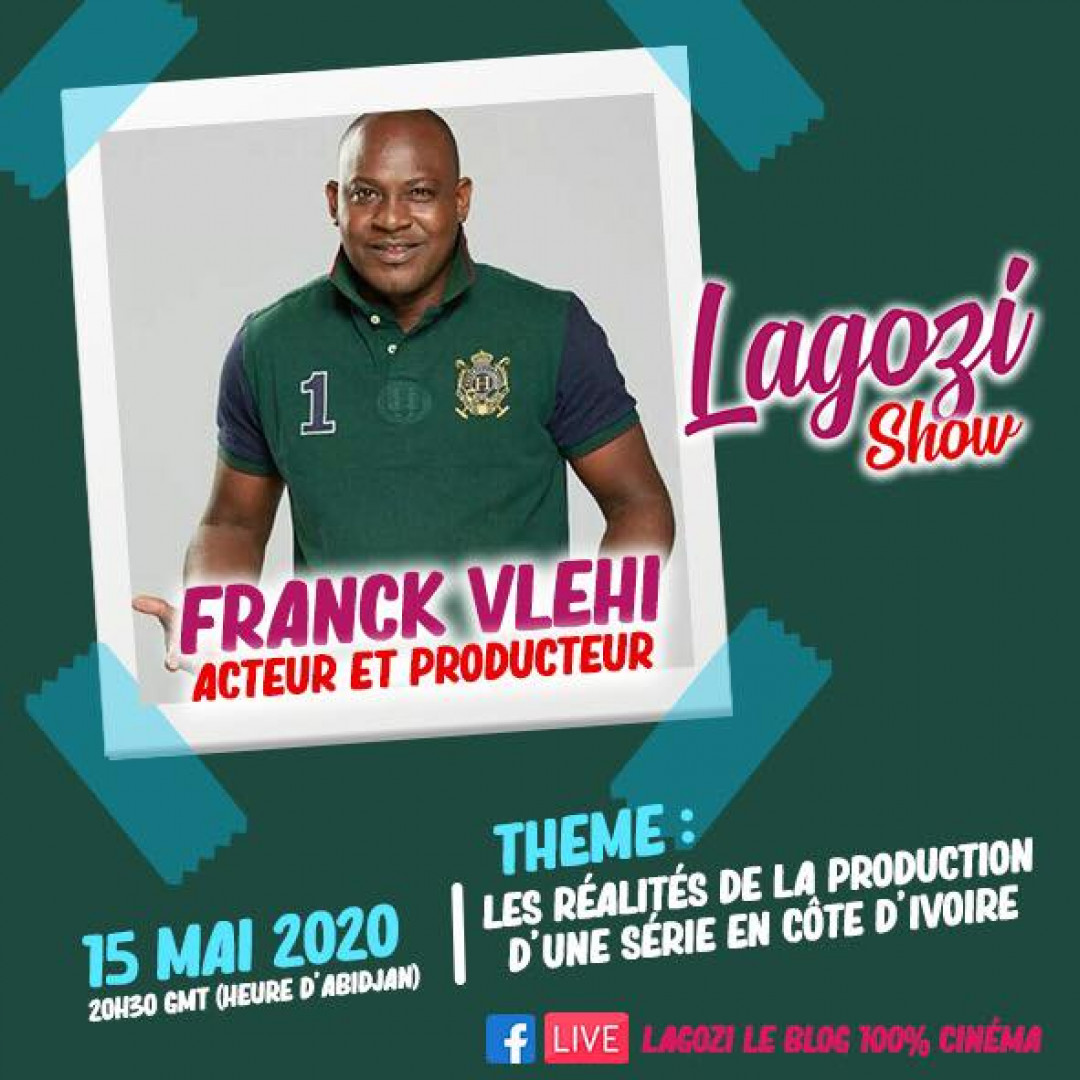 Lagozi
Show
1
H
FRANCK VLEHI
ACTEUR ET PRODUCTEUR
THEME :
LES RÉALITÉS DE LA PRODUCTION
D'UNE SÉRIE EN CÔTE D'IVOIRE
15 MAI 2020
20H30 GMT (HEURE D'ABIDJAN)
f LIVE LAGOZI LE BLOG 100% CINÉMA